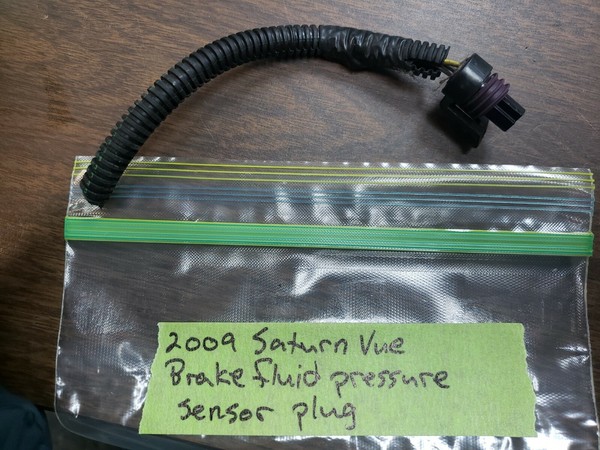 2009 Saturn Vue
Brake fluid pressure
sensor plug